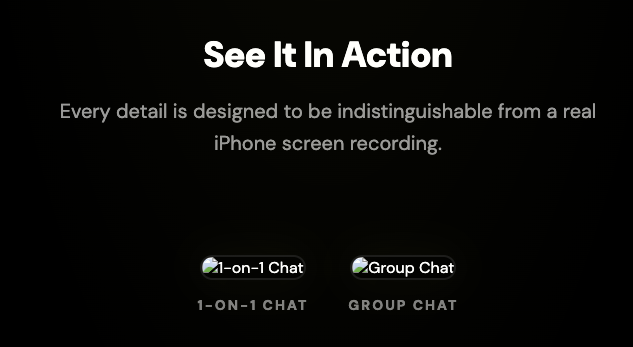 See It In Action
Every detail is designed to be indistinguishable from a real
iPhone screen recording.
1-on-1 Chat Group Chat
1-ON-1 CHAT GROUP CHAT